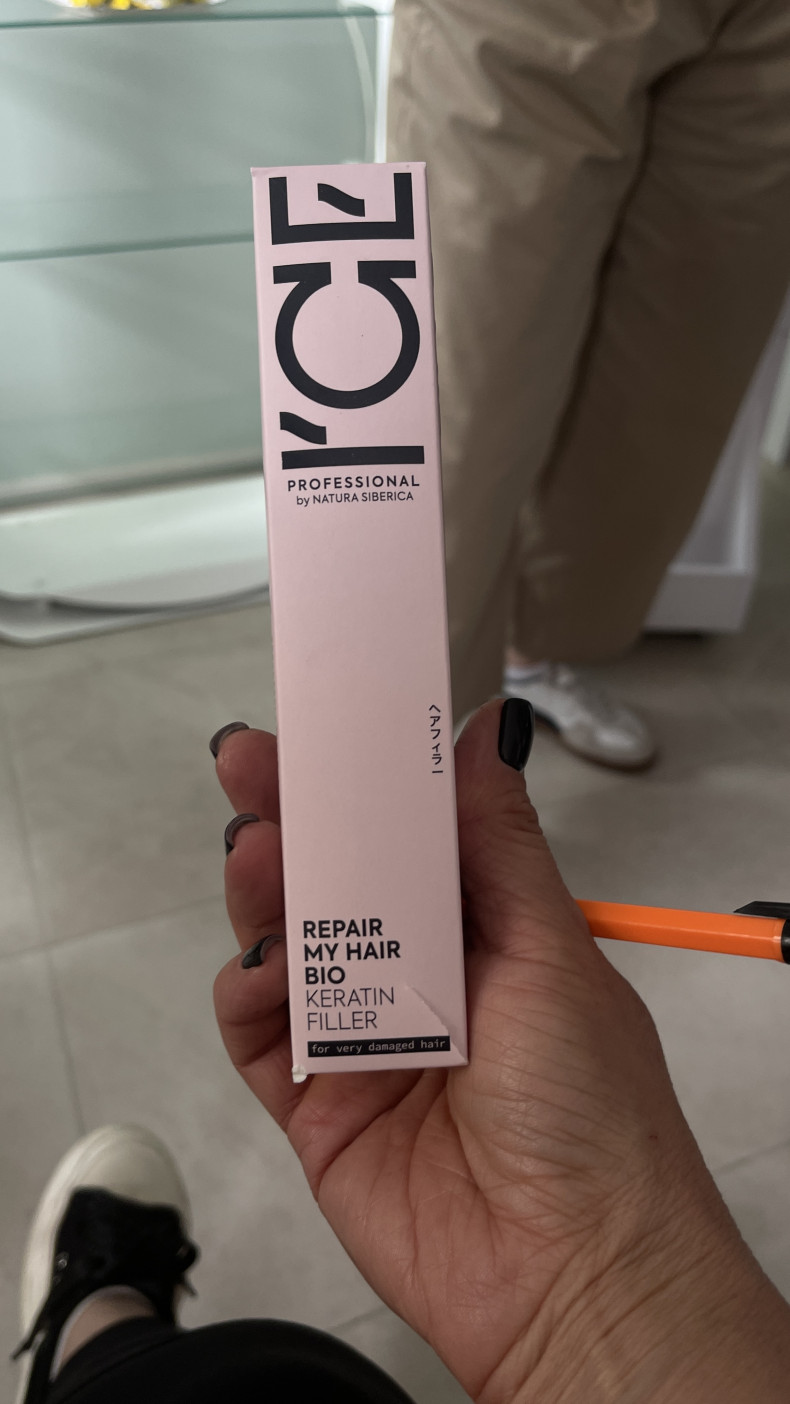 I'CE
PROFESSIONAL
by NATURA SIBERICA
ヘアフィラー
REPAIR
MY HAIR
BIO
KERATIN
FILLER
for very damaged hair